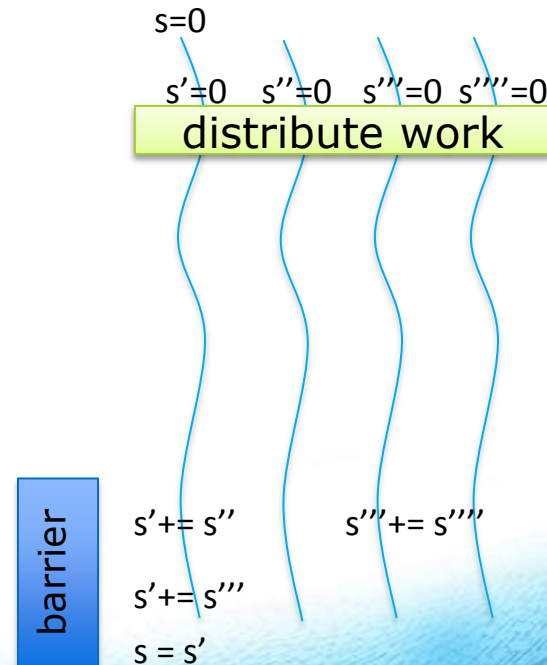 s=0
s’=0 s’’=0 s’’’=0 s’’’’=0
distribute work
barrier
s’+= s’’ s’’’+= s’’’’
s’+= s’’’
s = s’